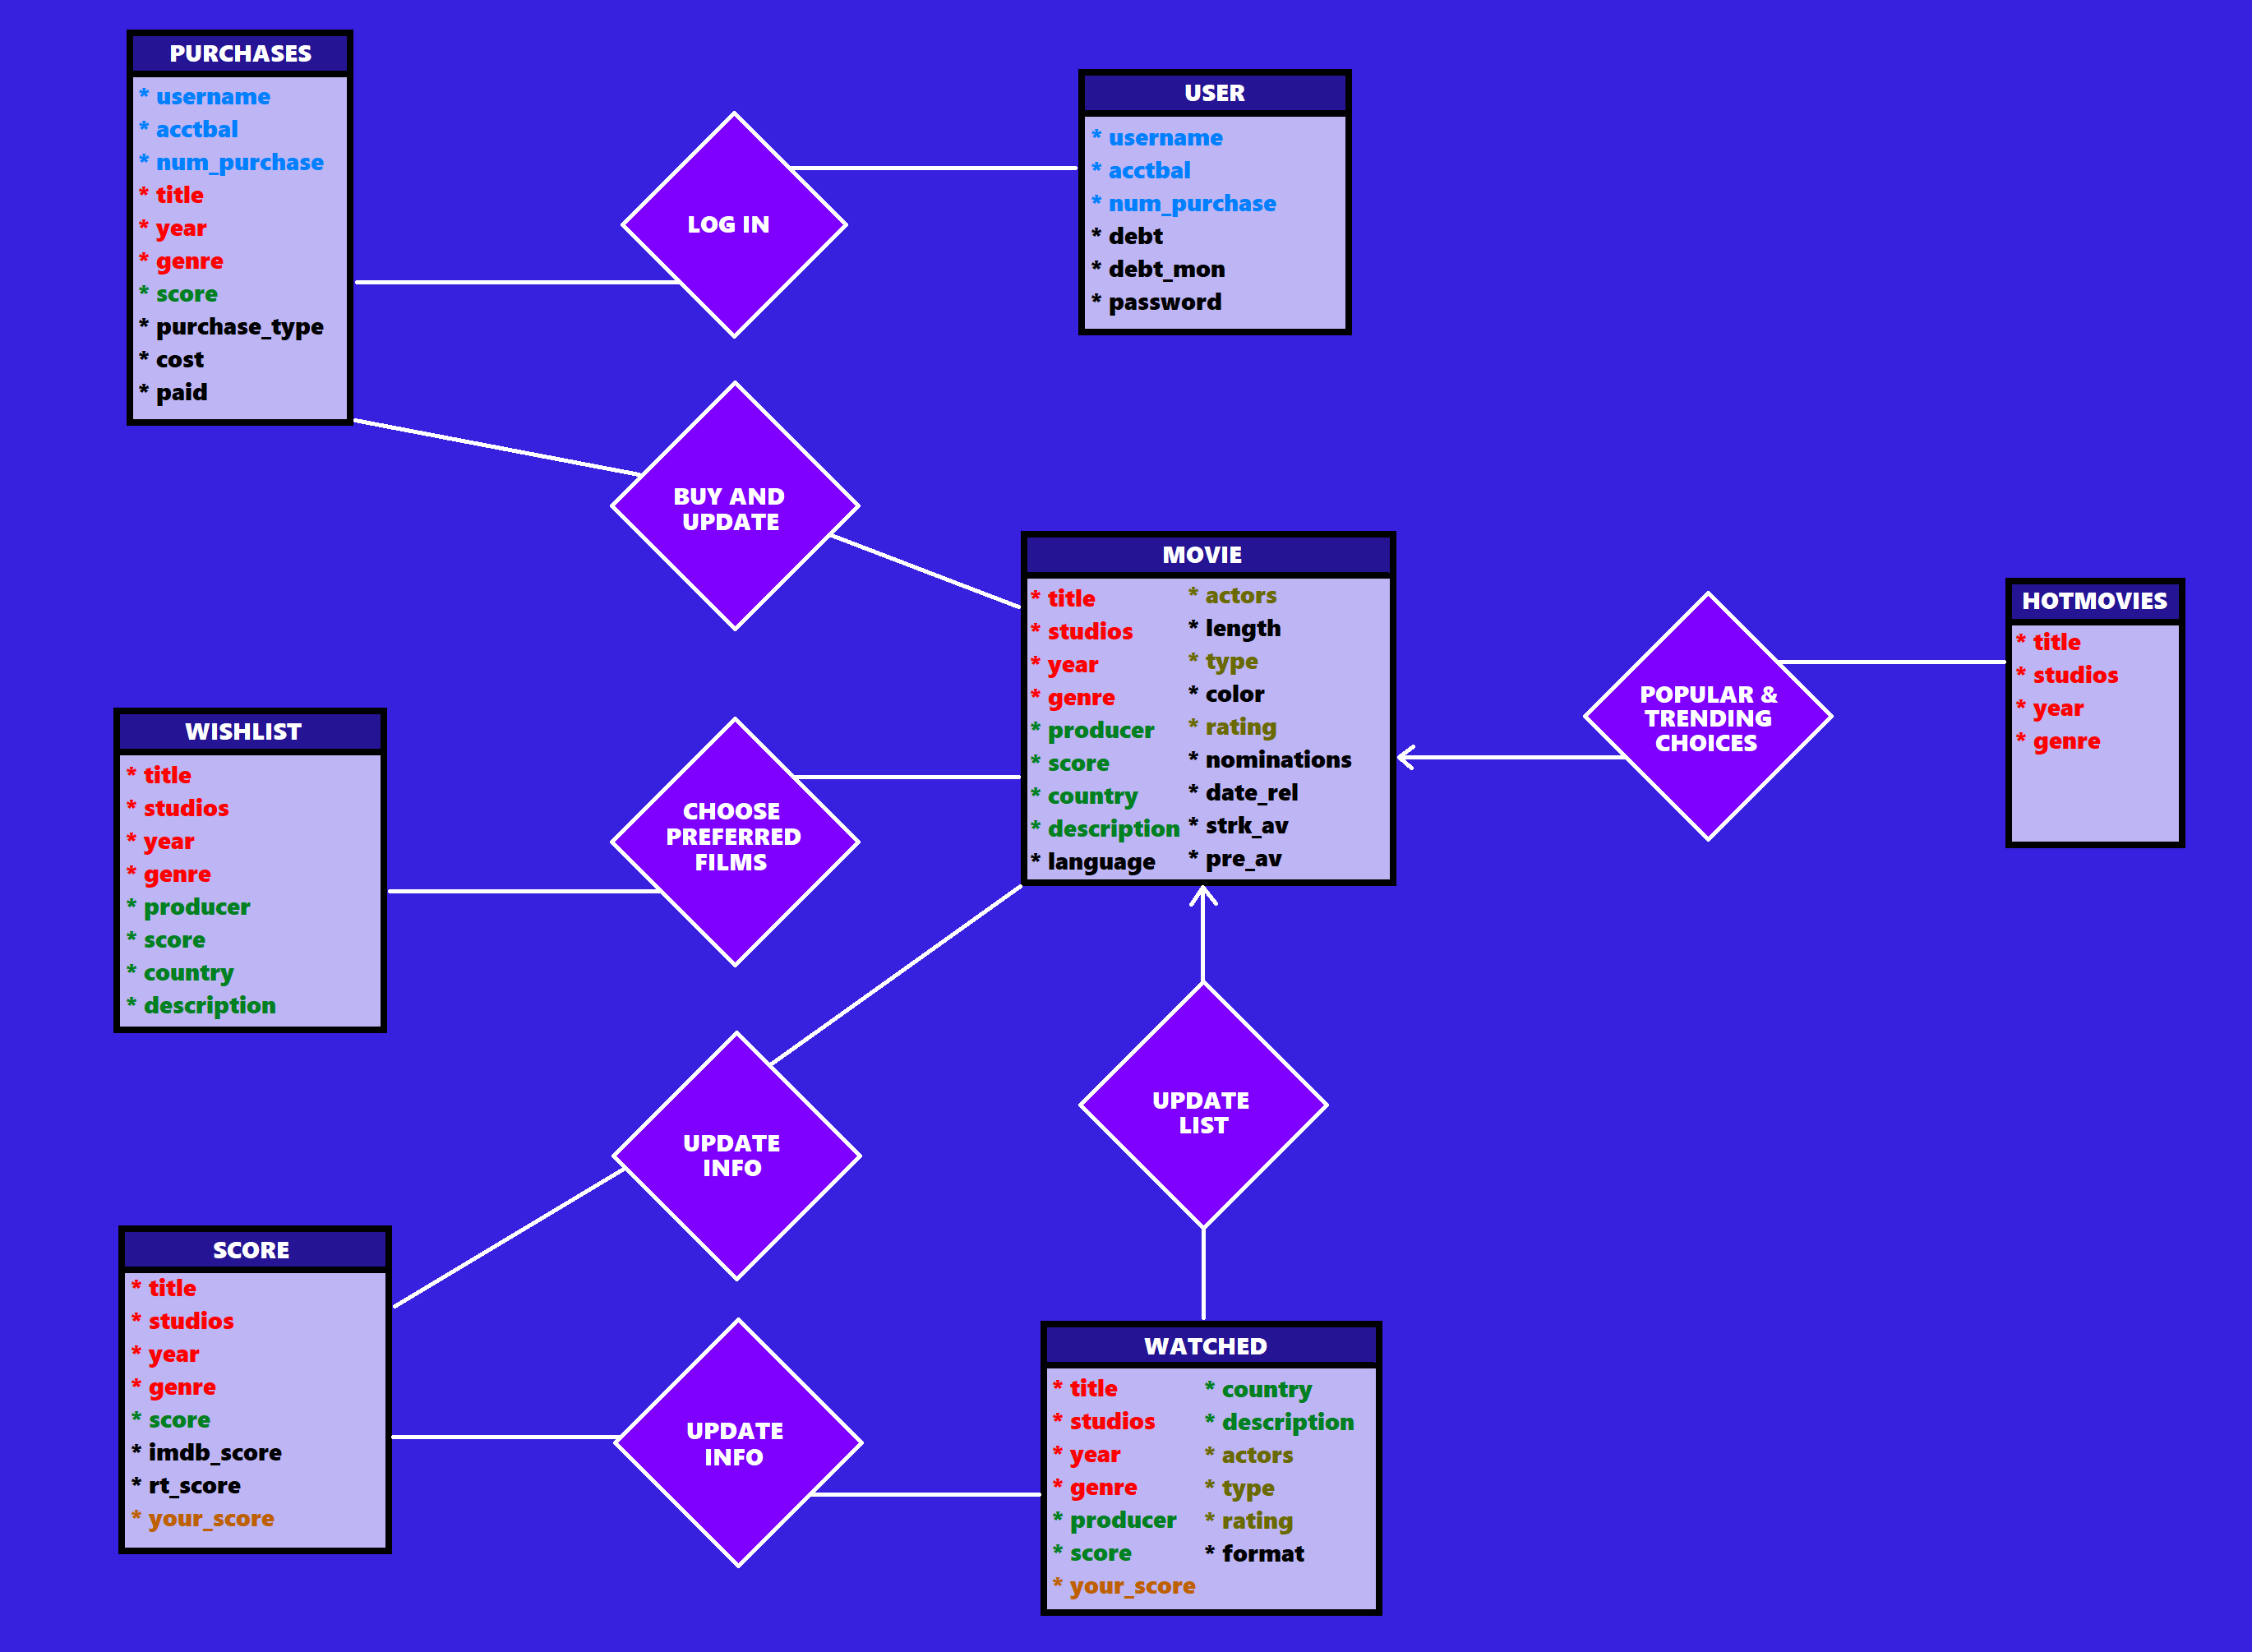 PURCHASES
* username
* acctbal
* num_purchase
* title
* year
* genre
* score
* purchase_type
* cost
* paid
LOG IN
USER
* username
* acctbal
* num_purchase
* debt
* debt_mon
* password
BUY AND
UPDATE
MOVIE
* title
* studios
* year
* genre
* producer
* score
* country
* description
* language
* actors
* length
* type
* color
* rating
* nominations
* date_rel
* strk_av
* pre_av
POPULAR &
TRENDING
CHOICES
HOTMOVIES
* title
* studios
* year
* genre
WISHLIST
* title
* studios
* year
* genre
* producer
* score
* country
* description
CHOOSE
PREFERRED
FILMS
UPDATE
INFO
UPDATE
LIST
SCORE
* title
* studios
* year
* genre
* score
* imdb_score
* rt_score
* your_score
UPDATE
INFO
WATCHED
* title
* studios
* year
* genre
* producer
* score
* your_score
* country
* description
* actors
* type
* rating
* format